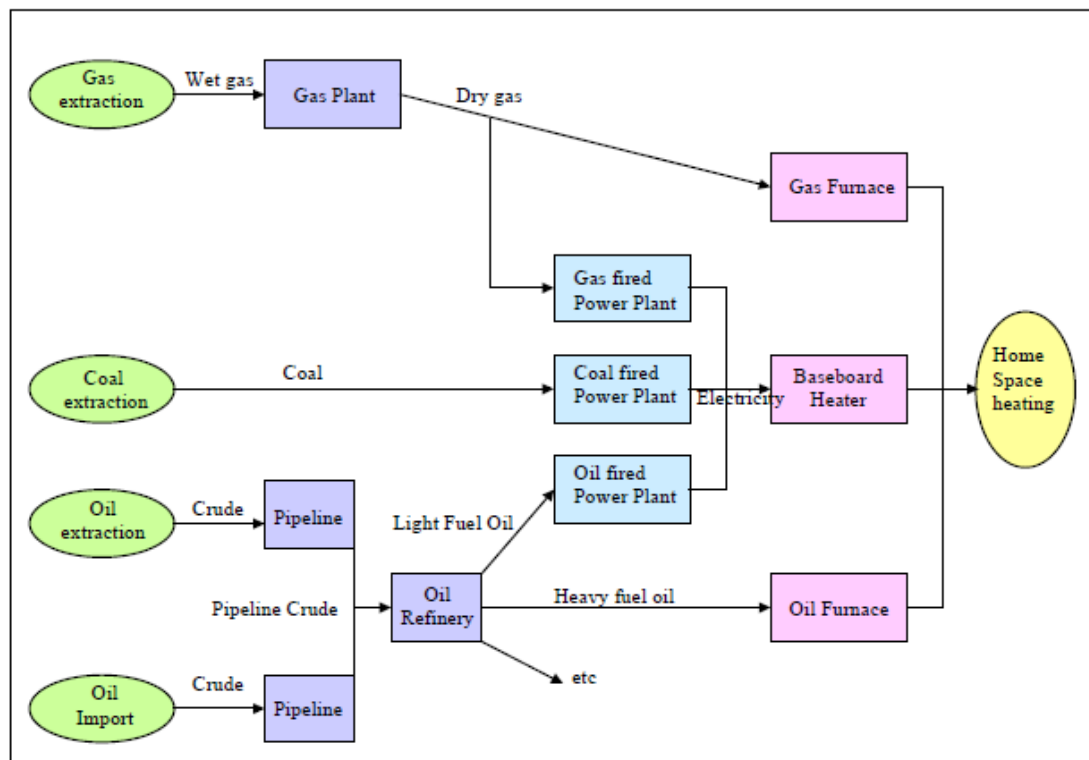 Gas
extraction
Wet gas
Gas Plant
Dry gas
Gas Furnace
Gas fired
Power Plant
Coal
extraction
Coal
Coal fired
Power Plant
Electricity
Baseboard
Heater
Home
Space
heating
Oil fired
Power Plant
Oil
extraction
Crude
Pipeline
Light Fuel Oil
Pipeline Crude
Oil
Refinery
Heavy fuel oil
Oil Furnace
etc
Oil
Import
Crude
Pipeline